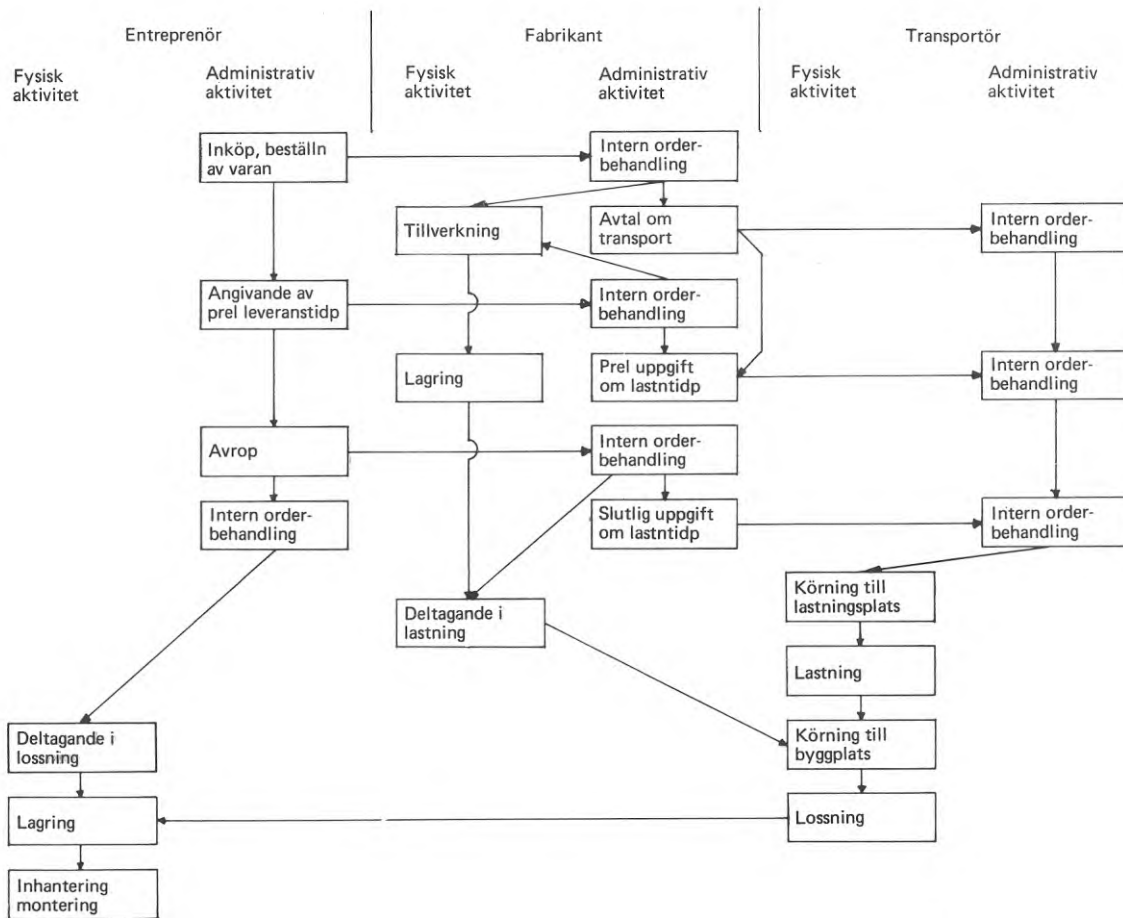 Entreprenör
Fabrikant
Transportör
Fysisk
aktivitet
Administrativ
aktivitet
Fysisk
aktivitet
Administrativ
aktivitet
Fysisk
aktivitet
Administrativ
aktivitet
Inköp, beställn
av varan
Intern order-
behandling
Tillverkning
Avtal om
transport
Intern order-
behandling
Angivande av
prel leveranstidp
Intern order-
behandling
Lagring
Prel uppgift
om lastntidp
Intern order-
behandling
Avrop
Intern order-
behandling
Intern order-
behandling
Slutlig uppgift
om lastntidp
Intern order-
behandling
Körning till
lastningsplats
Deltagande i
lastning
Lastning
Deltagande i
lossning
Körning till
byggplats
Lagring
Lossning
Inhantering
montering